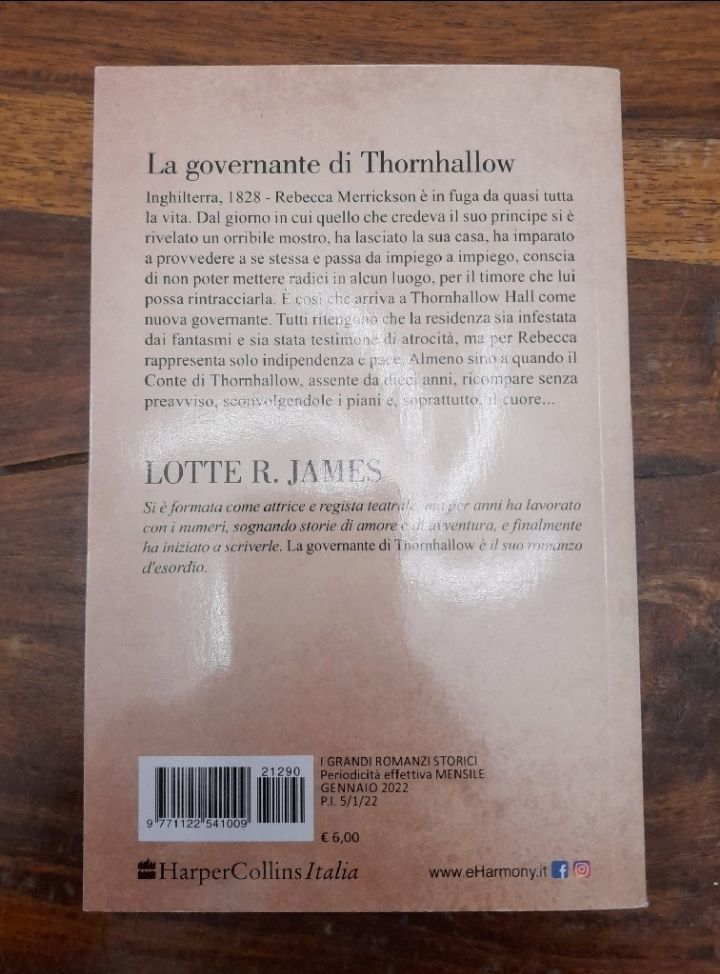 La governante di Thornhallow
Inghilterra, 1828 - Rebecca Merrickson è in fuga da quasi tutta
la vita. Dal giorno in cui quello che credeva il suo principe si è
rivelato un orribile mostro, ha lasciato la sua casa, ha imparato
a provvedere a se stessa e passa da impiego a impiego, conscia
di non poter mettere radici in alcun luogo, per il timore che lui
possa rintracciarla. È così che arriva a Thornhallow Hall come
nuova governante. Tutti ritengono che la residenza sia infestata
dai fantasmi e sia stata testimone di atrocità, ma per Rebecca
rappresenta solo indipendenza e pace. Almeno sino a quando il
Conte di Thornhallow, assente da dieci anni, ricompare senza
preavviso, sconvolgendole i piani e, soprattutto, il cuore...
LOTTE R. JAMES
Si è formata come attrice e regista teatrale, ma per anni ha lavorato
con i numeri, sognando storie di amore e di avventura, e finalmente
ha iniziato a scriverle. La governante di Thornhallow è il suo romanzo
d'esordio.
21290
9 771122 541009
I GRANDI ROMANZI STORICI
Periodicità effettiva MENSILE
GENNAIO 2022
P.I. 5/1/22
€ 6,00
HarperCollins Italia
www.eHarmony.it